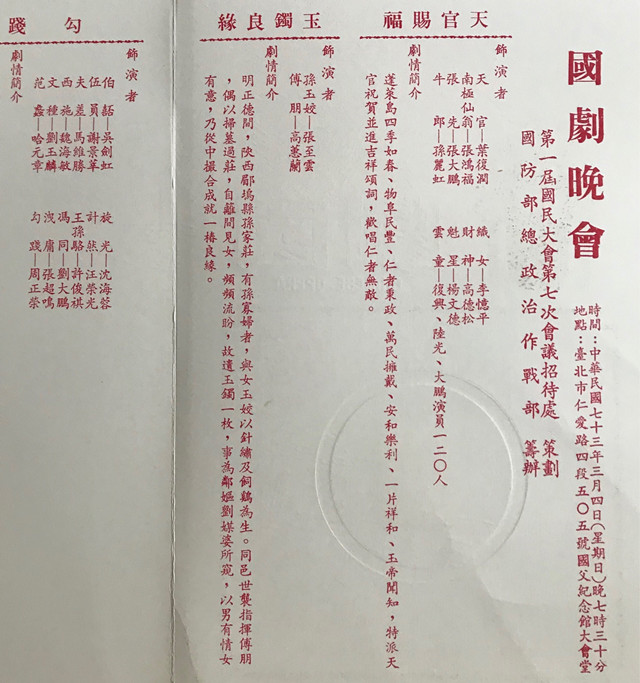 國劇晚會
第一屆國民大會第七次會議招待處 策劃
國防部總政治作戰部 籌辦
時間：中華民國七十三年三月四日（星期日）晚七時三十分
地點：臺北市仁愛路四段五〇五號國父紀念館大會堂
天官賜福
飾演者
天官—葉復潤
南極仙翁—張鴻福
張先—張大鵬
牛郎—孫麗虹
織女—李憶平
財神—高德松
魁星—楊文德
雲童—復興、陸光、大鵬演員一二〇人
劇情簡介
蓬萊島四季如春、物阜民豐、仁者秉政、萬民擁戴、安和樂利、一片祥和、玉帝聞知，特派天
官祝賀並進吉祥頌詞，歡唱仁者無敵。
玉鐲良緣
飾演者
孫玉姣—張至雲
傅朋—高蕙蘭
劇情簡介
明正德間，陝西郿塢縣孫家莊，有孫寡婦者，與女玉姣以針繡及飼鷄為生。同邑世襲指揮傅朋
，偶以掃墓過莊，自籬間見女，頻頻流盼，故遺玉鐲一枚，事為鄰嫗劉媒婆所窺，以男有情女
有意，乃從中撮合成就一樁良緣。
勾踐
飾演者
伯嚭—吳劍虹
伍員—謝景莘
夫差—馬維勝
西施—魏海敏
文種—劉玉麟
范蠡—哈元章
旋光—沈海蓉
計然—汪榮光
王孫駱—許俊祺
馮同—劉大鵬
洩庸—張超鳴
勾踐—周正榮
劇情簡介